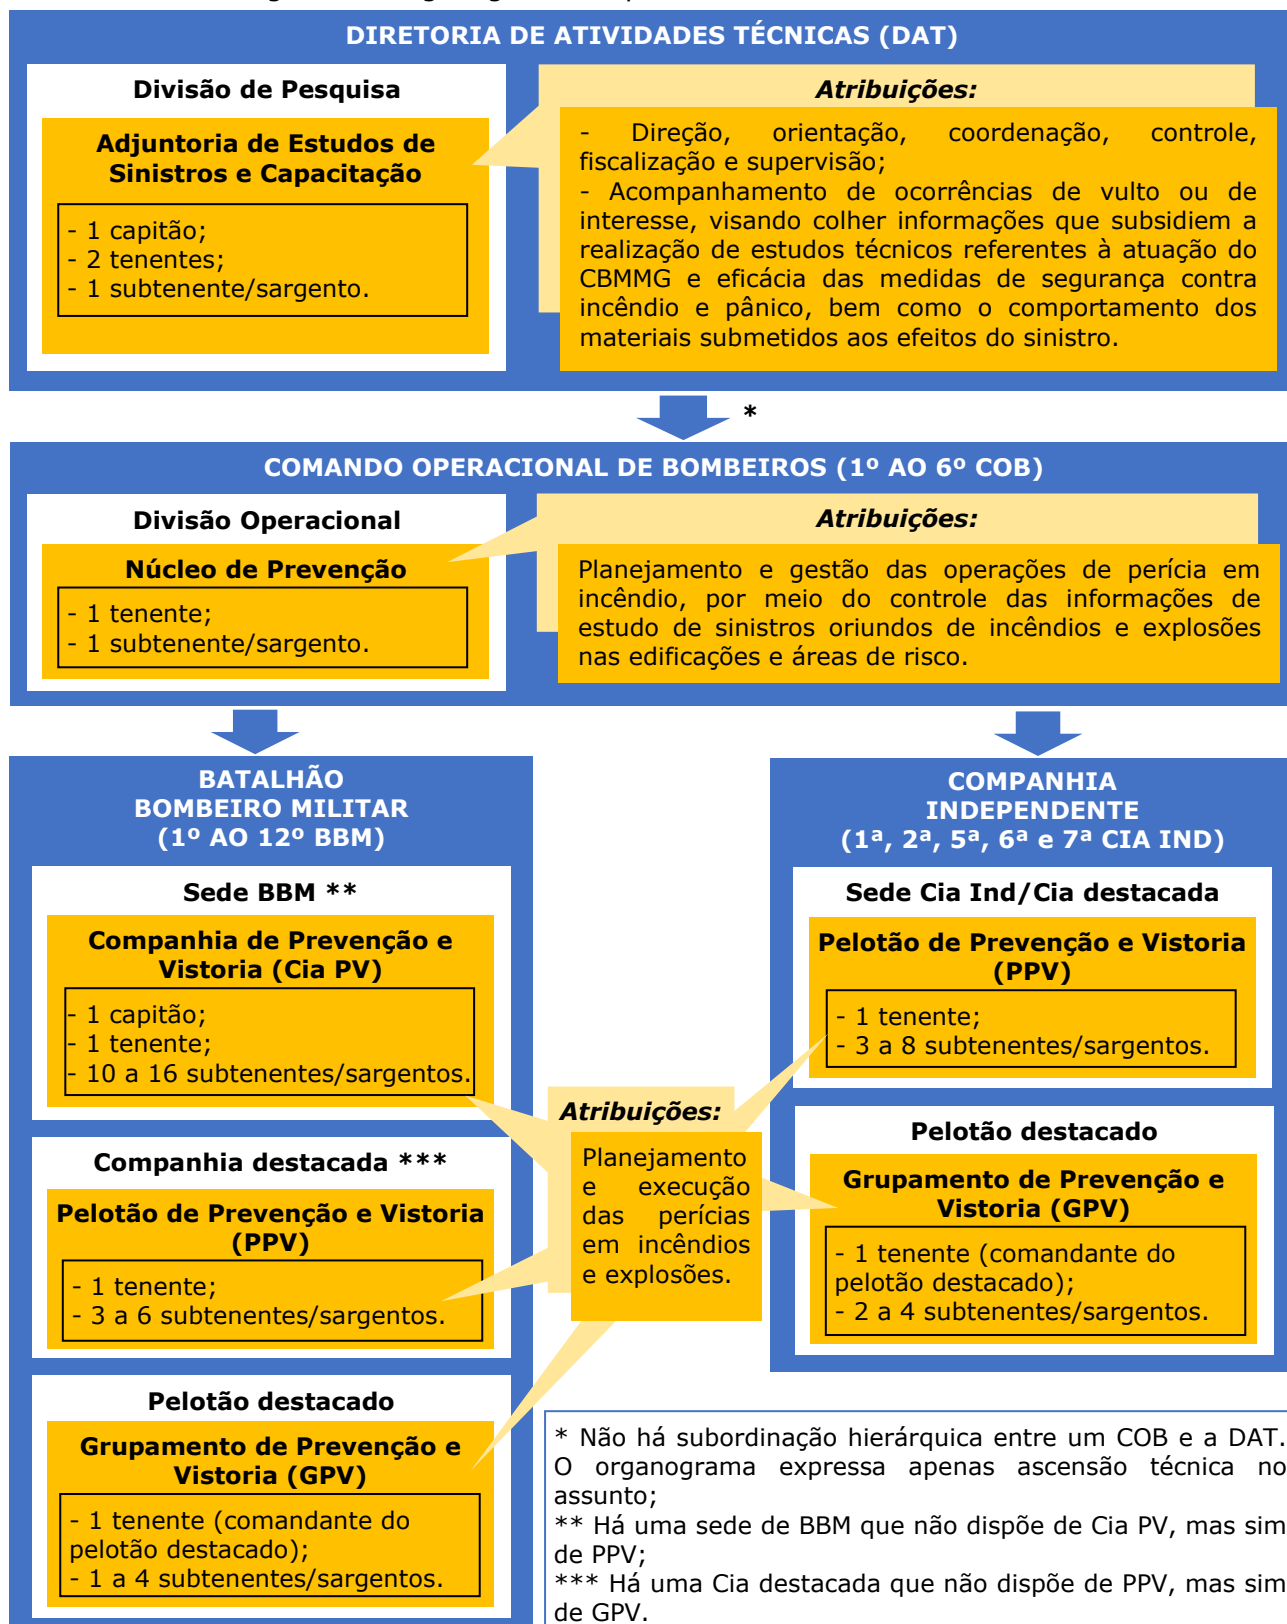 DIRETORIA DE ATIVIDADES TÉCNICAS (DAT)
Divisão de Pesquisa
Adjuntoria de Estudos de
Sinistros e Capacitação
- 1 capitão;
- 2 tenentes;
- 1 subtenente/sargento.
Atribuições:
- Direção, orientação, coordenação, controle,
fiscalização e supervisão;
- Acompanhamento de ocorrências de vulto ou de
interesse, visando colher informações que subsidiem a
realização de estudos técnicos referentes à atuação do
CBMMG e eficácia das medidas de segurança contra
incêndio e pânico, bem como o comportamento dos
materiais submetidos aos efeitos do sinistro.
*
COMANDO OPERACIONAL DE BOMBEIROS (1º AO 6º COB)
Divisão Operacional
Núcleo de Prevenção
- 1 tenente;
- 1 subtenente/sargento.
Atribuições:
Planejamento e gestão das operações de perícia em
incêndio, por meio do controle das informações de
estudo de sinistros oriundos de incêndios e explosões
nas edificações e áreas de risco.
BATALHÃO
BOMBEIRO MILITAR
(1º AO 12º BBM)
Sede BBM **
Companhia de Prevenção e
Vistoria (Cia PV)
- 1 capitão;
- 1 tenente;
- 10 a 16 subtenentes/sargentos.
Companhia destacada ***
Pelotão de Prevenção e Vistoria
(PPV)
- 1 tenente;
- 3 a 6 subtenentes/sargentos.
Pelotão destacado
Grupamento de Prevenção e
Vistoria (GPV)
- 1 tenente (comandante do
pelotão destacado);
- 1 a 4 subtenentes/sargentos.
Atribuições:
Planejamento
e execução
das perícias
em incêndios
e explosões.
COMPANHIA
INDEPENDENTE
(1ª, 2ª, 5ª, 6ª e 7ª CIA IND)
Sede Cia Ind/Cia destacada
Pelotão de Prevenção e Vistoria
(PPV)
- 1 tenente;
- 3 a 8 subtenentes/sargentos.
Pelotão destacado
Grupamento de Prevenção e
Vistoria (GPV)
- 1 tenente (comandante do
pelotão destacado);
- 2 a 4 subtenentes/sargentos.
* Não há subordinação hierárquica entre um COB e a DAT.
O organograma expressa apenas ascensão técnica no
assunto;
** Há uma sede de BBM que não dispõe de Cia PV, mas sim
de PPV;
*** Há uma Cia destacada que não dispõe de PPV, mas sim
de GPV.